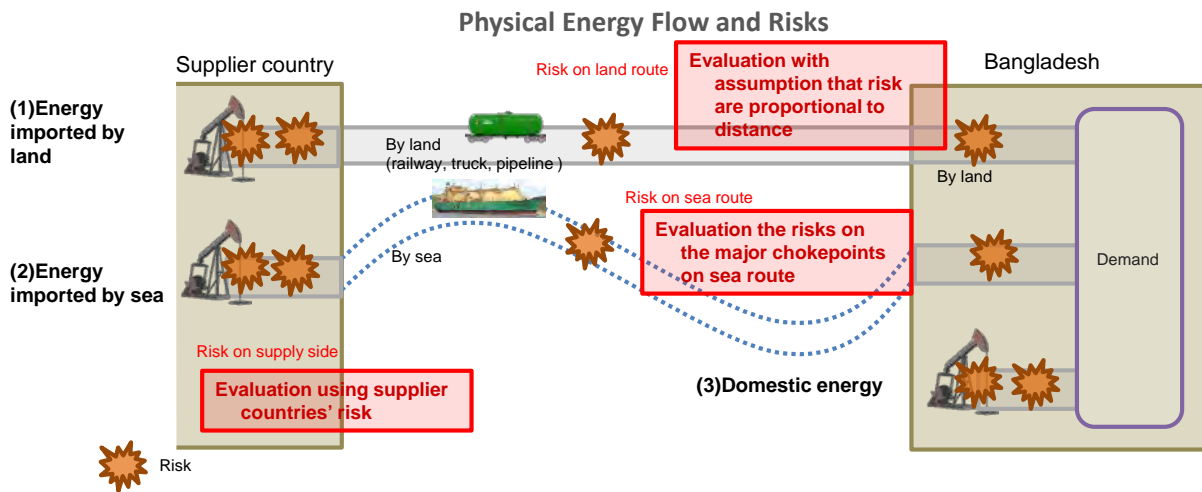 Physical Energy Flow and Risks
Supplier country
Bangladesh
Risk on land route
Evaluation with
assumption that risk
are proportional to
distance
(1)Energy
imported by
land
By land
(railway, truck, pipeline )
By land
Risk on sea route
Evaluation the risks on
the major chokepoints
on sea route
(2)Energy
imported by sea
By sea
Demand
Risk on supply side
Evaluation using supplier
countries’ risk
(3)Domestic energy
Risk